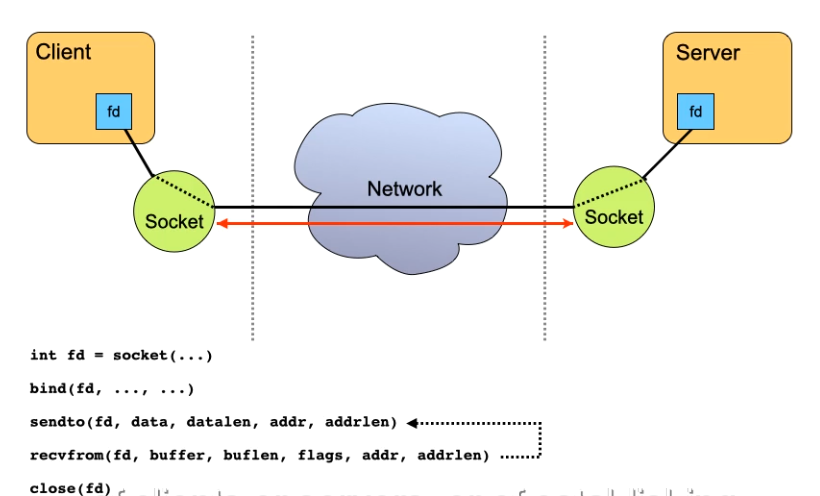 Client
Server
fd
fd
Network
Socket
Socket
int fd = socket(...)
bind(fd, ..., ...)
sendto(fd, data, datalen, addr, addrlen)
recvfrom(fd, buffer, buflen, flags, addr, addrlen)
close(fd)